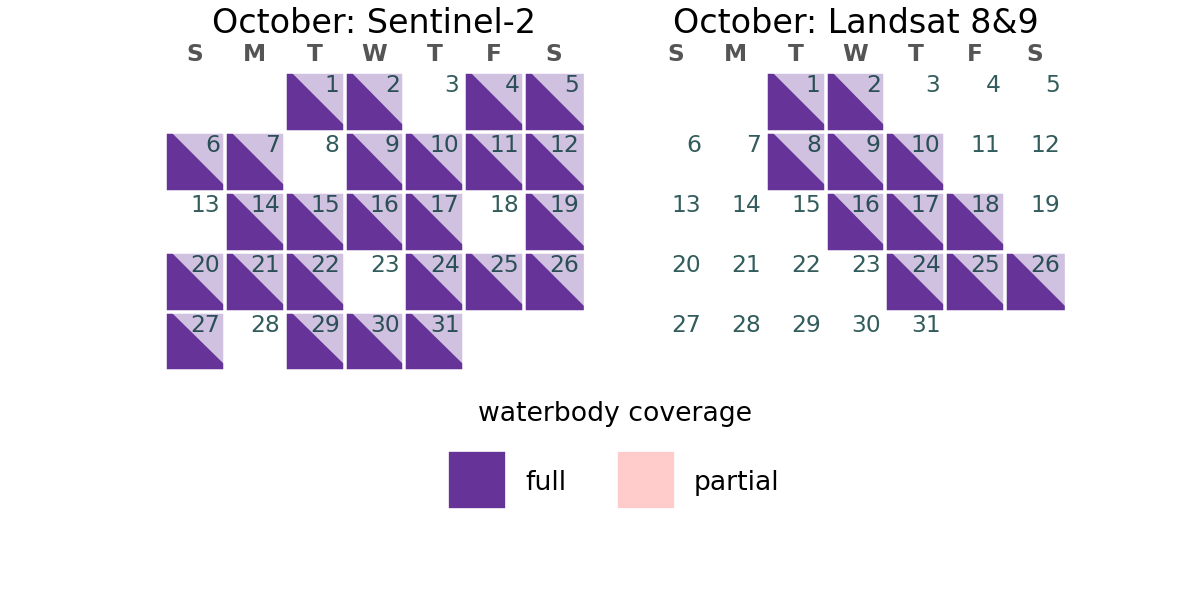 October: Sentinel-2
S M T W T F S
1 2 3 4 5
6 7 8 9 10 11 12
13 14 15 16 17 18 19
20 21 22 23 24 25 26
27 28 29 30 31
October: Landsat 8&9
S M T W T F S
1 2 3 4 5
6 7 8 9 10 11 12
13 14 15 16 17 18 19
20 21 22 23 24 25 26
27 28 29 30 31
waterbody coverage
full partial